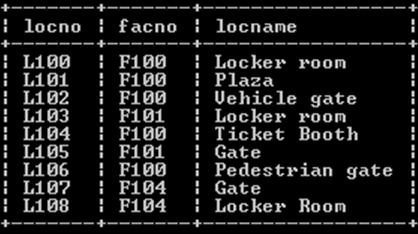 locno facno locname
L100 F100 Locker room
L101 F100 Plaza
L102 F100 Vehicle gate
L103 F101 Locker room
L104 F100 Ticket Booth
L105 F101 Gate
L106 F100 Pedestrian gate
L107 F104 Gate
L108 F104 Locker Room